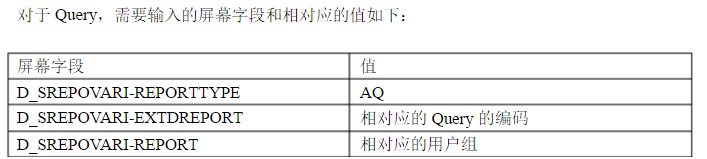 对于 Query，需要输入的屏幕字段和相对应的值如下：
屏幕字段 值
D_SREPOVARI-REPORTTYPE AQ
D_SREPOVARI-EXTDREPORT 相对应的 Query 的编码
D_SREPOVARI-REPORT 相对应的用户组